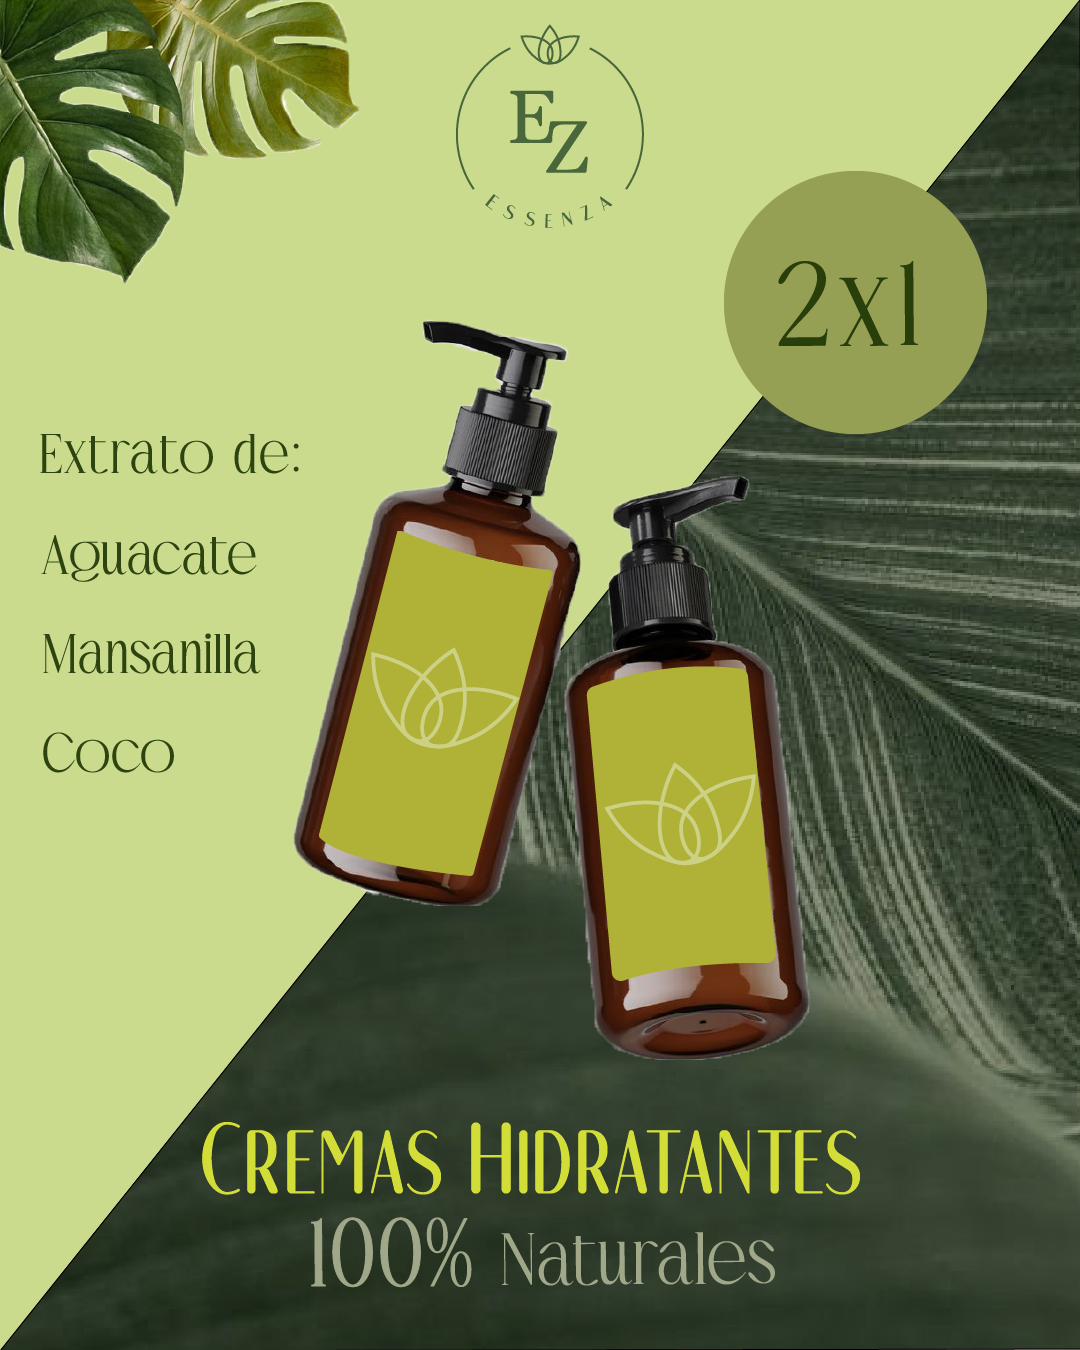 EZ
ESSENZA
2x1
Extrato de:
Aguacate
Mansanilla
Coco
CREMAS HIDRATANTES
100% Naturales